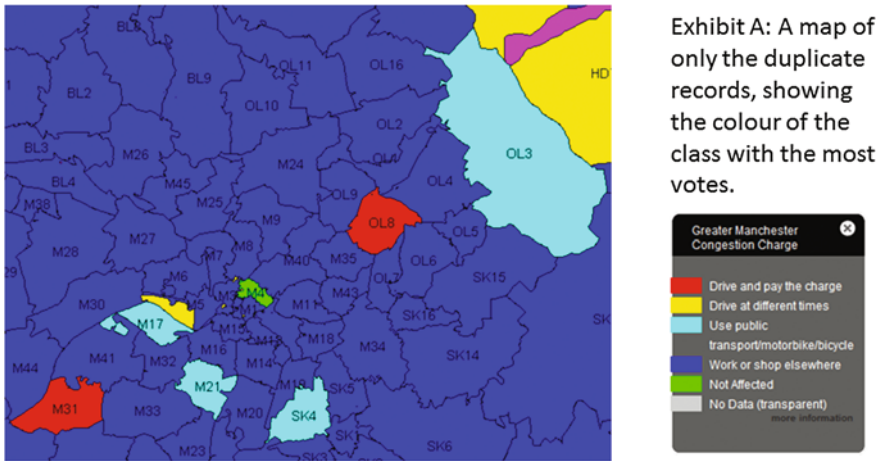 BL0
OL11
OL16
BL2
BL9
OL10
HD
OL2
BL3
M26
M24
OL3
BL4
M45
OL9
OL4
M38
M25
M9
OL8
M28
M27
M8
OL5
M7
M40
M35
OL6
M6
SK15
M30
M5
M4
M11
M43
M17
M15
M18
SK16
M44
M41
M32
M16
M14
M34
SK14
M21
M31
M33
M20
SK4
SK5
M23
SK6
Exhibit A: A map of
only the duplicate
records, showing
the colour of the
class with the most
votes.
Greater Manchester
Congestion Charge
Drive and pay the charge
Drive at different times
Use public
transport/motorbike/bicycle
Work or shop elsewhere
Not Affected
No Data (transparent)
more information